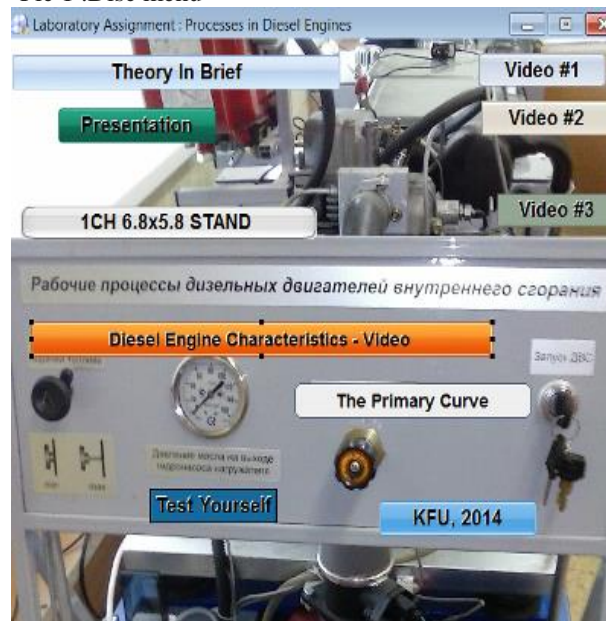 Laboratory Assignment : Processes in Diesel Engines
Theory In Brief
Video #1
Presentation
Video #2
Video #3
1CH 6.8x5.8 STAND
Рабочие процессы дизельных двигателей внутреннего сгорания
Diesel Engine Characteristics - Video
Запуск ДВС
The Primary Curve
Давление масла на выходе
гидронасоса нагружателя
Test Yourself
KFU, 2014